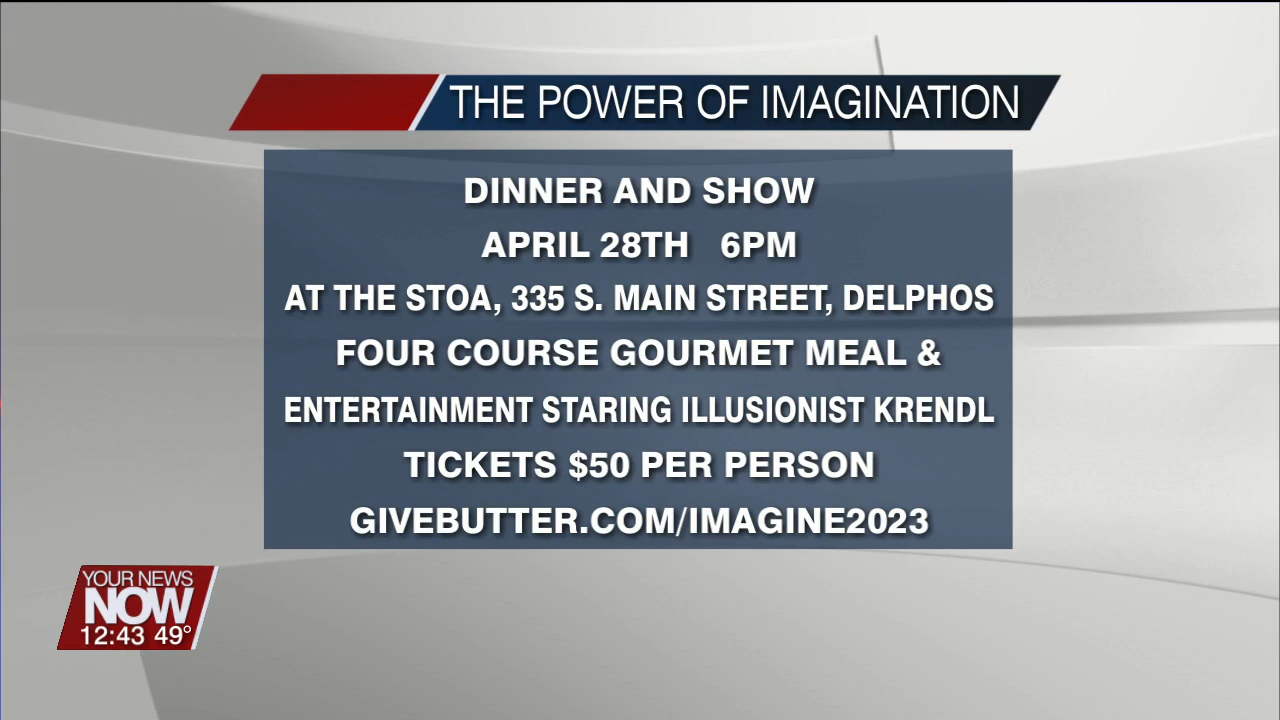 THE POWER OF IMAGINATION
DINNER AND SHOW
APRIL 28TH 6PM
AT THE STOA, 335 S. MAIN STREET, DELPHOS
FOUR COURSE GOURMET MEAL &
ENTERTAINMENT STARING ILLUSIONIST KRENDL
TICKETS $50 PER PERSON
GIVEBUTTER.COM/IMAGINE2023
YOUR NEWS
NOW
12:43 49°